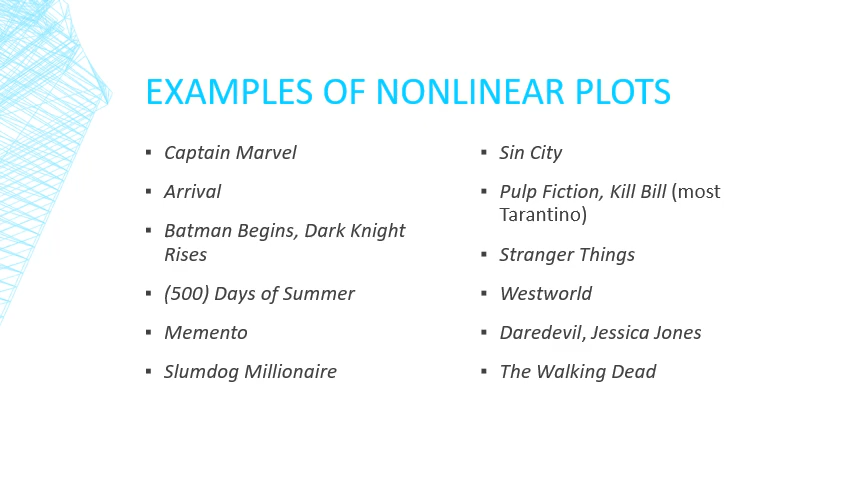 EXAMPLES OF NONLINEAR PLOTS
▪ Captain Marvel
▪ Arrival
▪ Batman Begins, Dark Knight
Rises
▪ (500) Days of Summer
▪ Memento
▪ Slumdog Millionaire
▪ Sin City
▪ Pulp Fiction, Kill Bill (most
Tarantino)
▪ Stranger Things
▪ Westworld
▪ Daredevil, Jessica Jones
▪ The Walking Dead